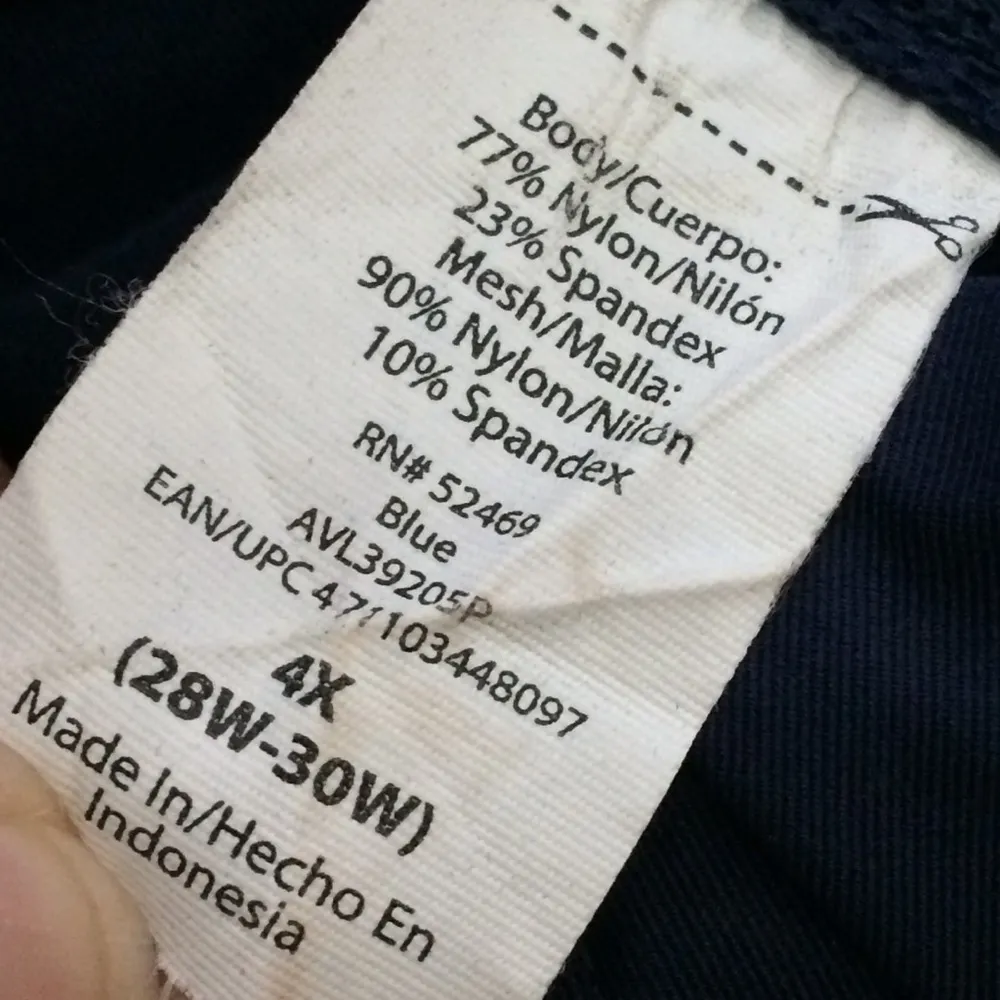 Body/Cuerpo:
77% Nylon/Nilón
23% Spandex
Mesh/Malla:
90% Nylon/Nilón
10% Spandex
RN# 52469
Blue
AVL39205P
EAN/UPC
4X
(28W-30W)
Made In/Hecho En
Indonesia